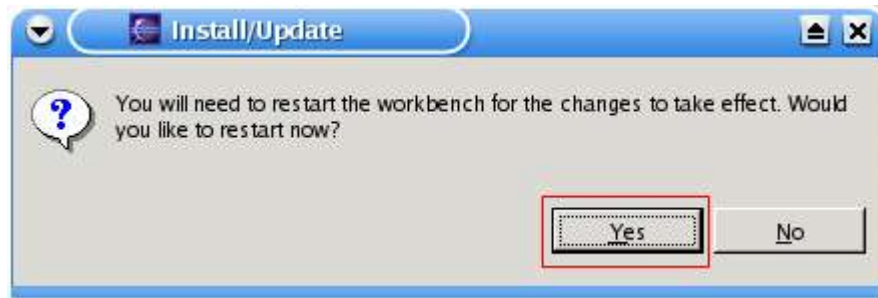 Install/Update
You will need to restart the workbench for the changes to take effect. Would
you like to restart now?
Yes
No